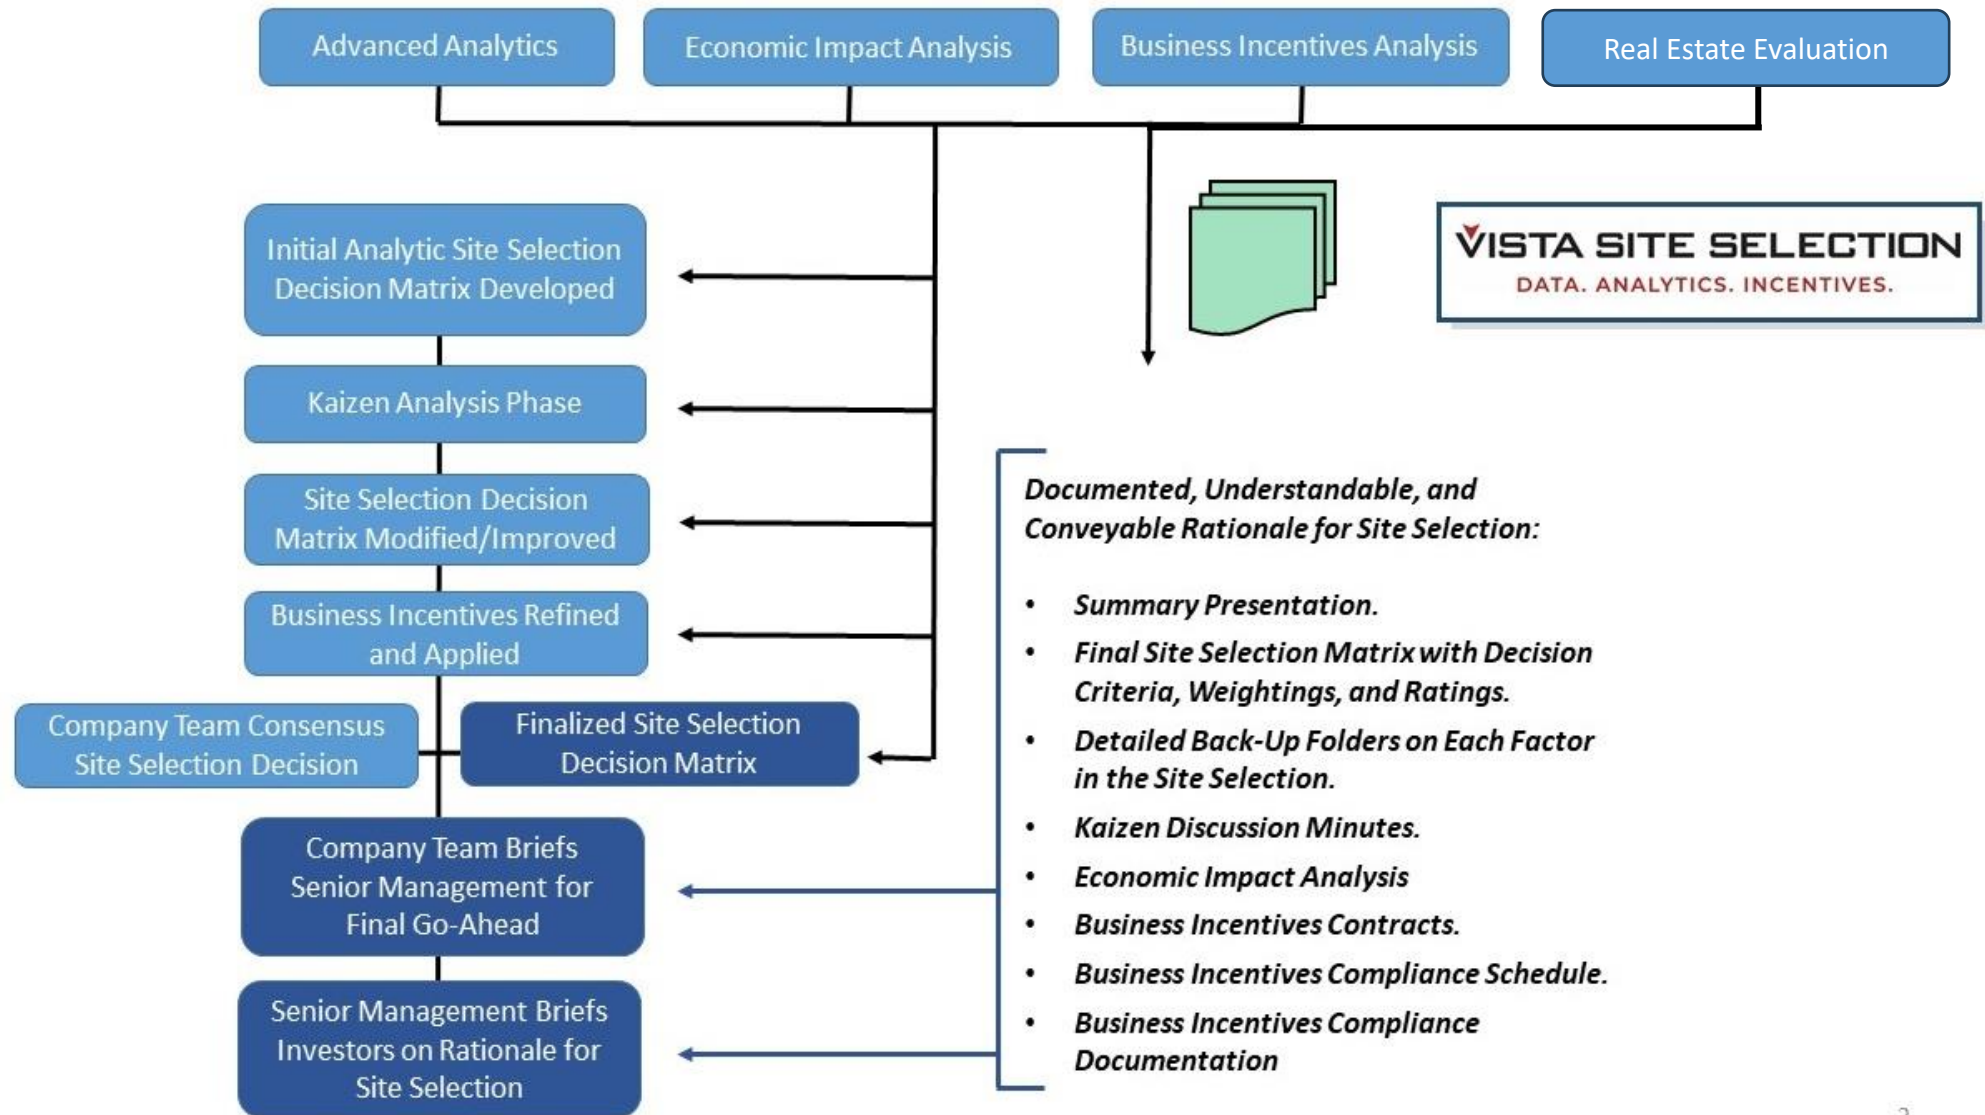 Advanced Analytics
Economic Impact Analysis
Business Incentives Analysis
Real Estate Evaluation
VISTA SITE SELECTION
DATA. ANALYTICS. INCENTIVES.
Initial Analytic Site Selection
Decision Matrix Developed
Kaizen Analysis Phase
Site Selection Decision
Matrix Modified/Improved
Business Incentives Refined
and Applied
Company Team Consensus
Site Selection Decision
Finalized Site Selection
Decision Matrix
Company Team Briefs
Senior Management for
Final Go-Ahead
Senior Management Briefs
Investors on Rationale for
Site Selection
Documented, Understandable, and
Conveyable Rationale for Site Selection:
• Summary Presentation.
• Final Site Selection Matrix with Decision
Criteria, Weightings, and Ratings.
• Detailed Back-Up Folders on Each Factor
in the Site Selection.
• Kaizen Discussion Minutes.
• Economic Impact Analysis
• Business Incentives Contracts.
• Business Incentives Compliance Schedule.
• Business Incentives Compliance
Documentation